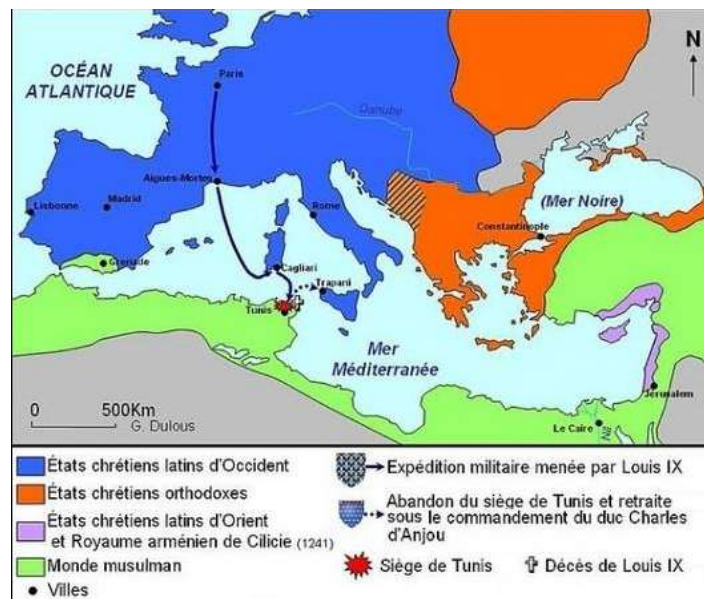 OCÉAN
ATLANTIQUE
Paris
N
Danube
Aigues-Mortes
Lisbonne
Madrid
Rome
(Mer Noire)
Constantinople
Grenade
Cagliari
Trapani
Tunis
Mer
Méditerranée
Jérusalem
Le Caire
0 500Km
G. Dulous
États chrétiens latins d'Occident
États chrétiens orthodoxes
États chrétiens latins d'Orient
et Royaume arménien de Cilicie (1241)
Monde musulman
Villes
Expédition militaire menée par Louis IX
Abandon du siège de Tunis et retraite
sous le commandement du duc Charles
d'Anjou
Siège de Tunis
Décès de Louis IX